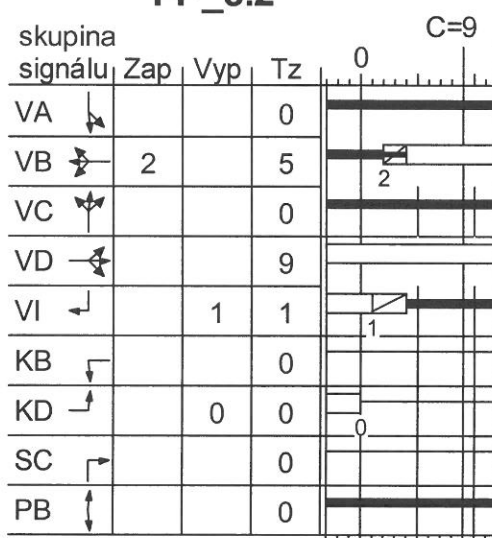 C=9
skupina
signálu Zap Vyp Tz 0
VA 0
VB 2 5
2
VC 0
VD 9
VI 1 1
1
KB 0
KD 0 0
0
SC 0
PB 0